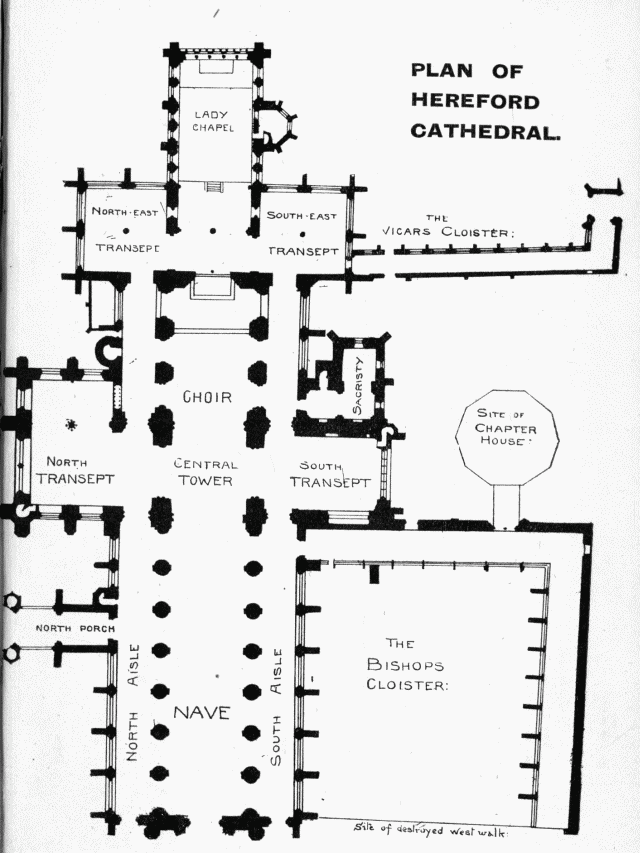 PLAN OF
HEREFORD
CATHEDRAL.
LADY
CHAPEL
NORTH-EAST
TRANSEPT
SOUTH-EAST
TRANSEPT
THE
VICARS CLOISTER:
CHOIR
SACRISTY
SITE OF
CHAPTER
HOUSE:
NORTH
TRANSEPT
CENTRAL
TOWER
SOUTH
TRANSEPT
NORTH PORCH
NORTH AISLE
NAVE
SOUTH AISLE
THE
BISHOPS
CLOISTER:
Site of destroyed west walk: